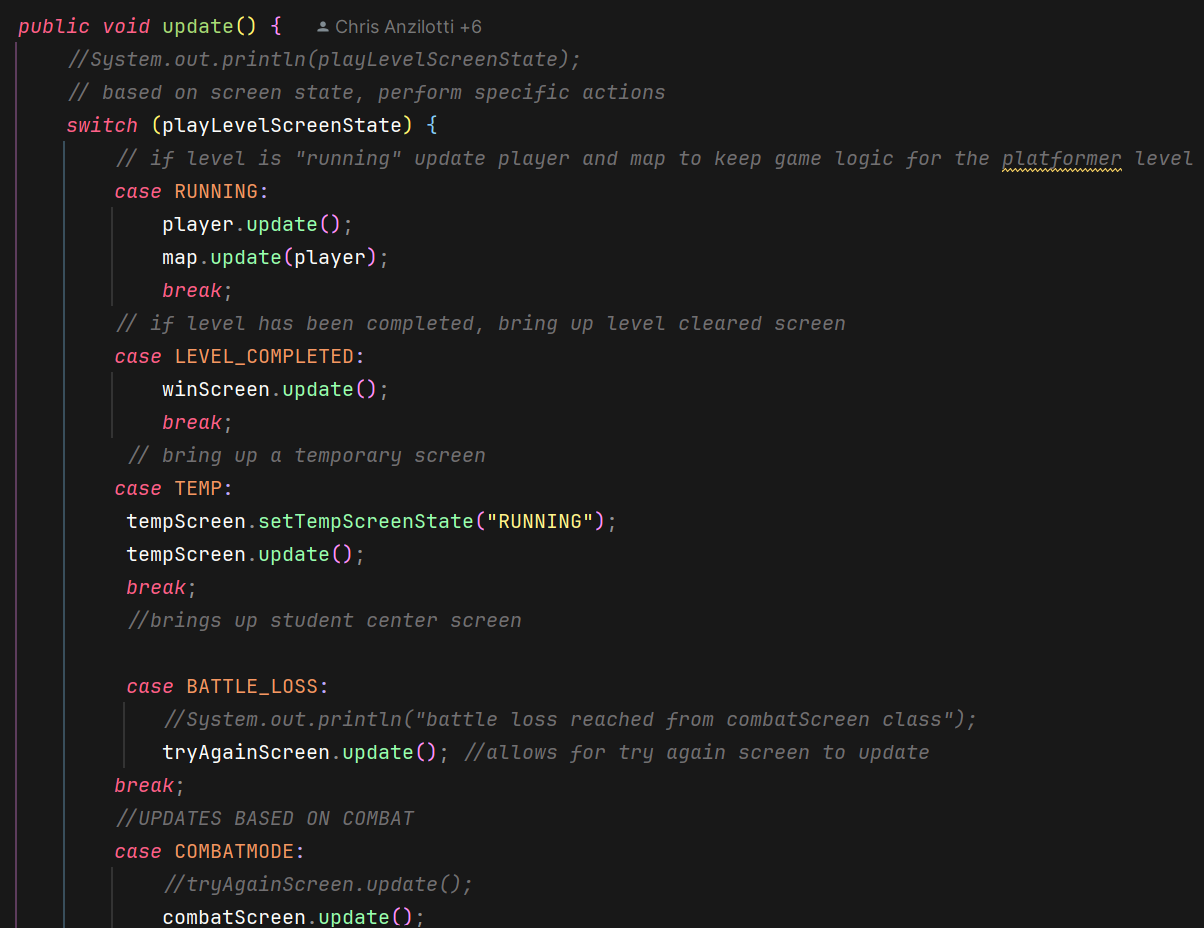 public void update() {   Chris Anzilotti +6
//System.out.println(playLevelScreenState);
// based on screen state, perform specific actions
switch (playLevelScreenState) {
// if level is "running" update player and map to keep game logic for the platformer level
case RUNNING:
player.update();
map.update(player);
break;
// if level has been completed, bring up level cleared screen
case LEVEL_COMPLETED:
winScreen.update();
break;
// bring up a temporary screen
case TEMP:
tempScreen.setTempScreenState("RUNNING");
tempScreen.update();
break;
//brings up student center screen
case BATTLE_LOSS:
//System.out.println("battle loss reached from combatScreen class");
tryAgainScreen.update(); //allows for try again screen to update
break;
//UPDATES BASED ON COMBAT
case COMBATMODE:
//tryAgainScreen.update();
combatScreen.update();